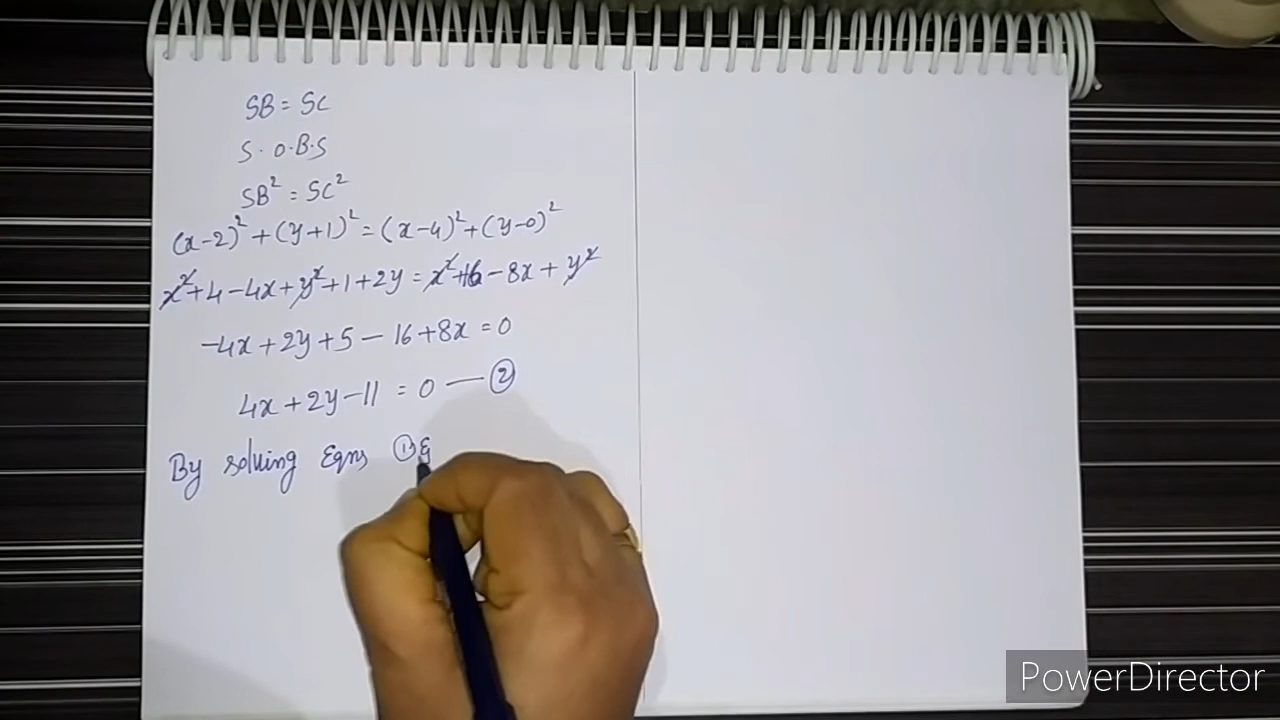 SB = SC
S.O.B.S
SB² = SC²
(x-2)² + (y+1)² = (x-4)² + (y-0)²
x² + 4 - 4x + y² + 1 + 2y = x² + 16 - 8x + y²
-4x + 2y + 5 - 16 + 8x = 0
4x + 2y - 11 = 0 — ②
By solving Eqns ① &
PowerDirector